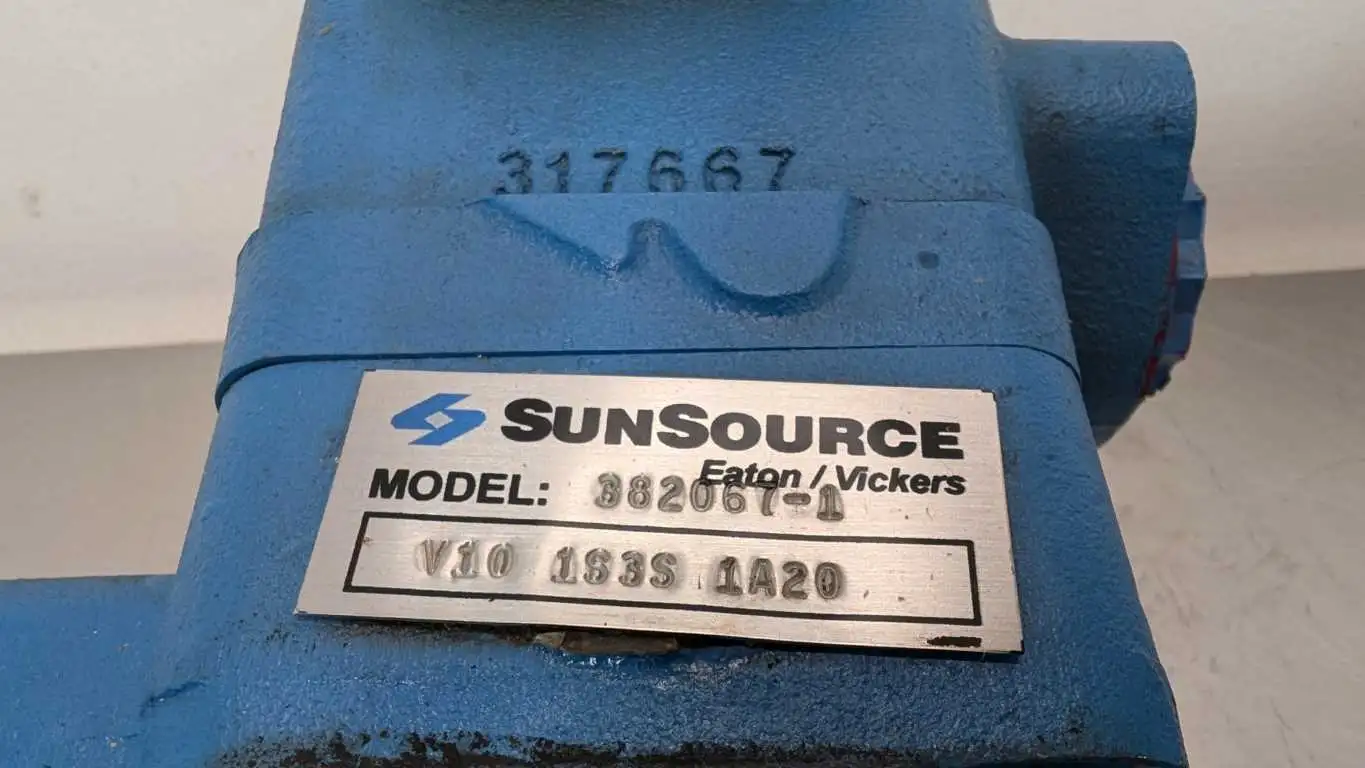 317667
SUNSOURCE
Eaton / Vickers
MODEL: 382067-1
V10 1S3S 1A20